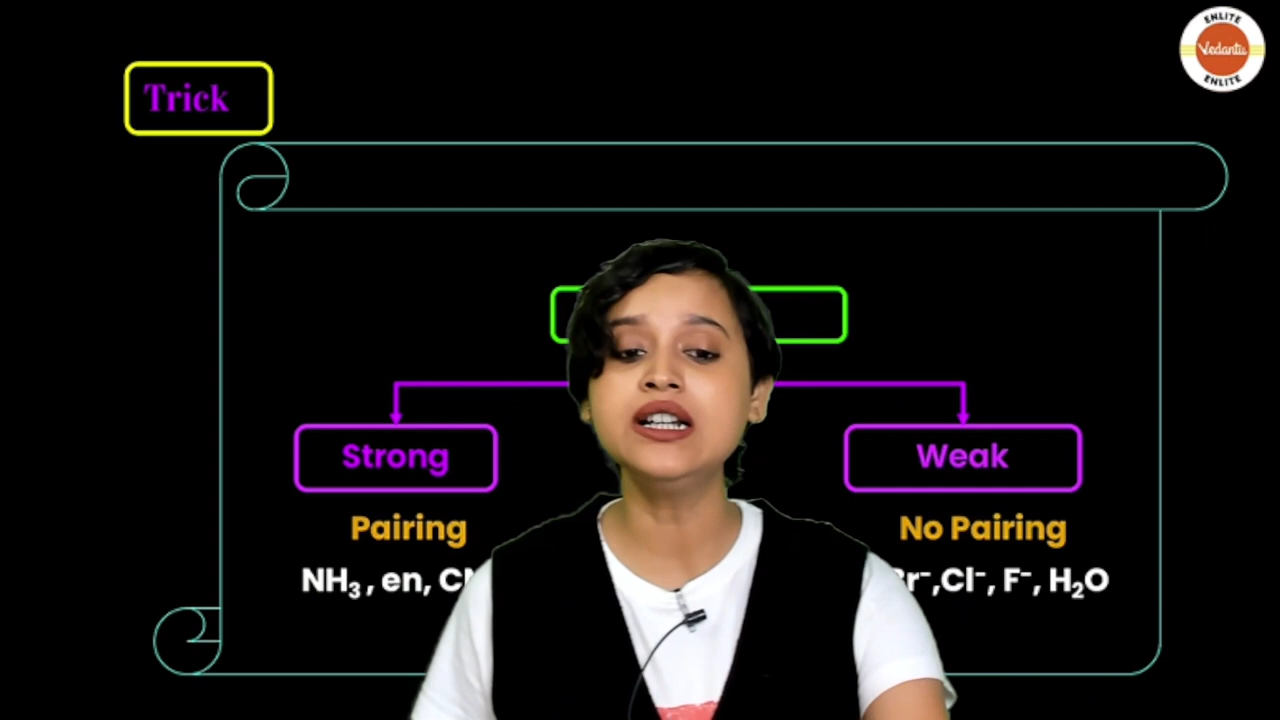 ENLITE
Vedantu
ENLITE
Trick
Strong
Weak
Pairing
No Pairing
NH₃, en,
Cl⁻, F⁻, H₂O